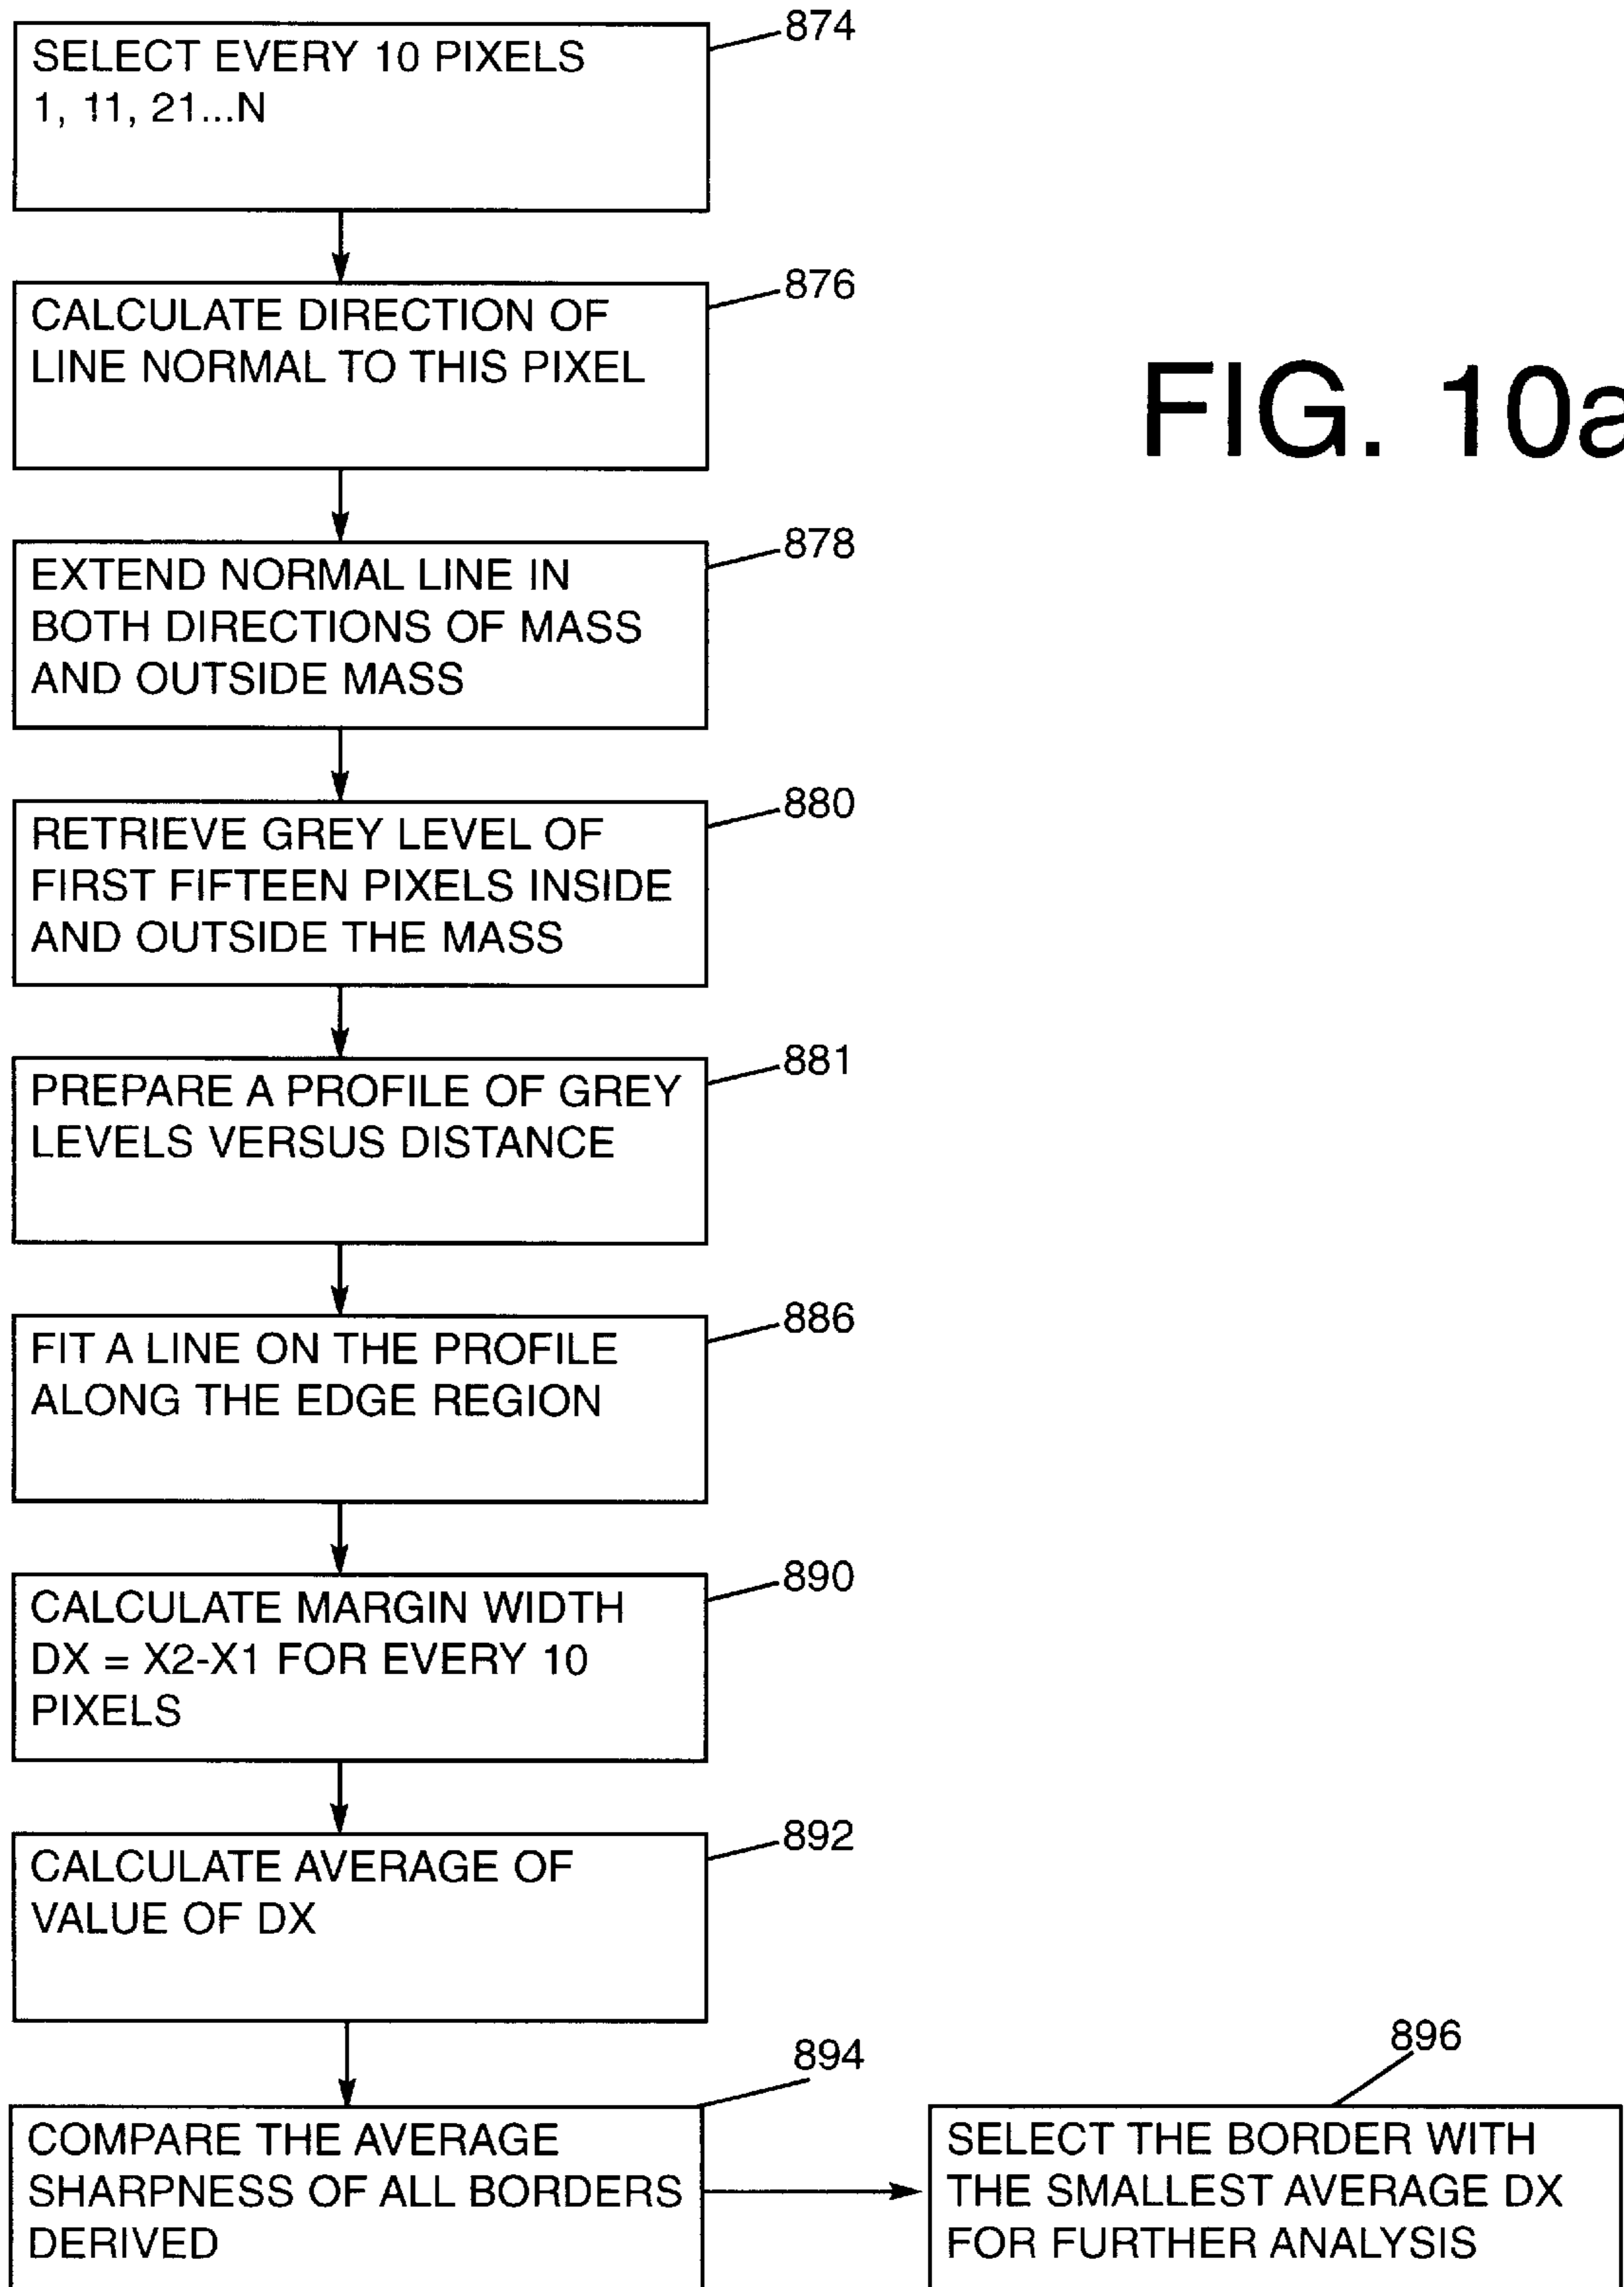 874
SELECT EVERY 10 PIXELS
1, 11, 21...N
876
CALCULATE DIRECTION OF
LINE NORMAL TO THIS PIXEL
FIG. 10a
878
EXTEND NORMAL LINE IN
BOTH DIRECTIONS OF MASS
AND OUTSIDE MASS
880
RETRIEVE GREY LEVEL OF
FIRST FIFTEEN PIXELS INSIDE
AND OUTSIDE THE MASS
881
PREPARE A PROFILE OF GREY
LEVELS VERSUS DISTANCE
886
FIT A LINE ON THE PROFILE
ALONG THE EDGE REGION
890
CALCULATE MARGIN WIDTH
DX = X2-X1 FOR EVERY 10
PIXELS
892
CALCULATE AVERAGE OF
VALUE OF DX
894
COMPARE THE AVERAGE
SHARPNESS OF ALL BORDERS
DERIVED
896
SELECT THE BORDER WITH
THE SMALLEST AVERAGE DX
FOR FURTHER ANALYSIS